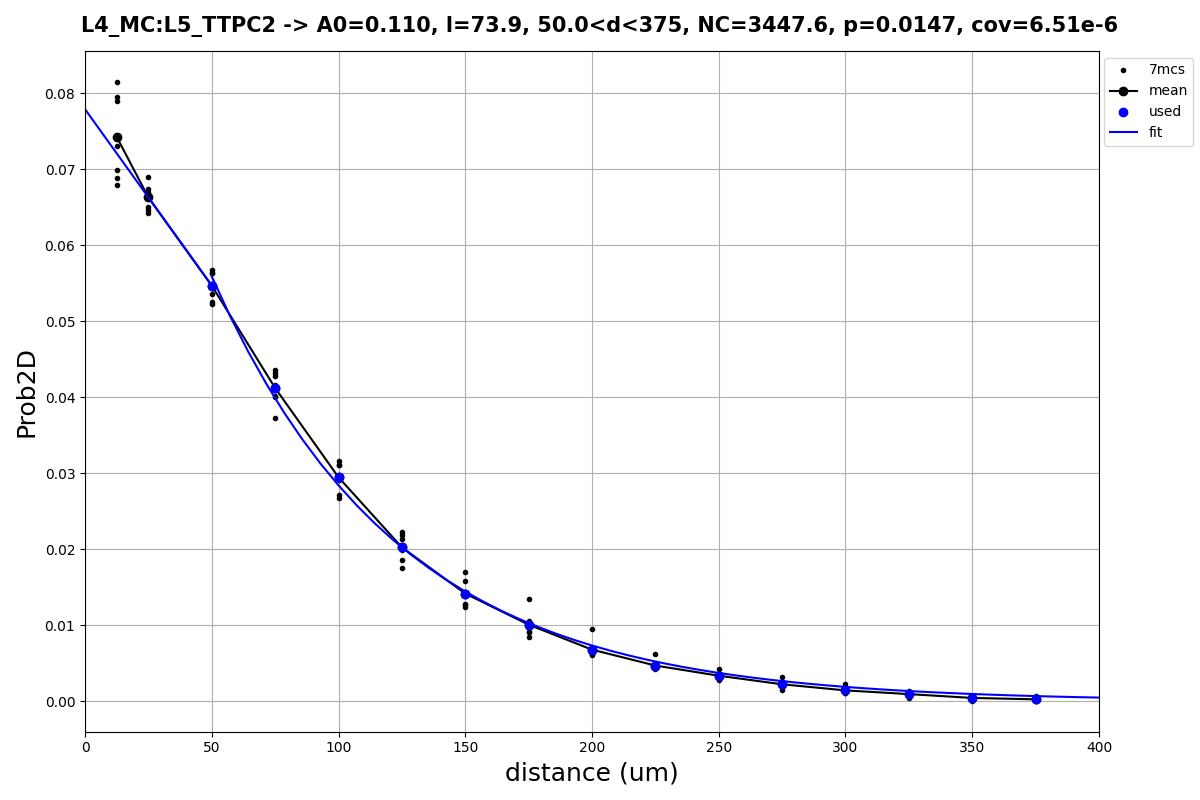 L4_MC:L5_TTPC2 -> A0=0.110, l=73.9, 50.0<d<375, NC=3447.6, p=0.0147, cov=6.51e-6
7mcs
mean
used
fit
0.08
0.07
0.06
0.05
0.04
0.03
0.02
0.01
0.00
Prob2D
0 50 100 150 200 250 300 350 400
distance (um)